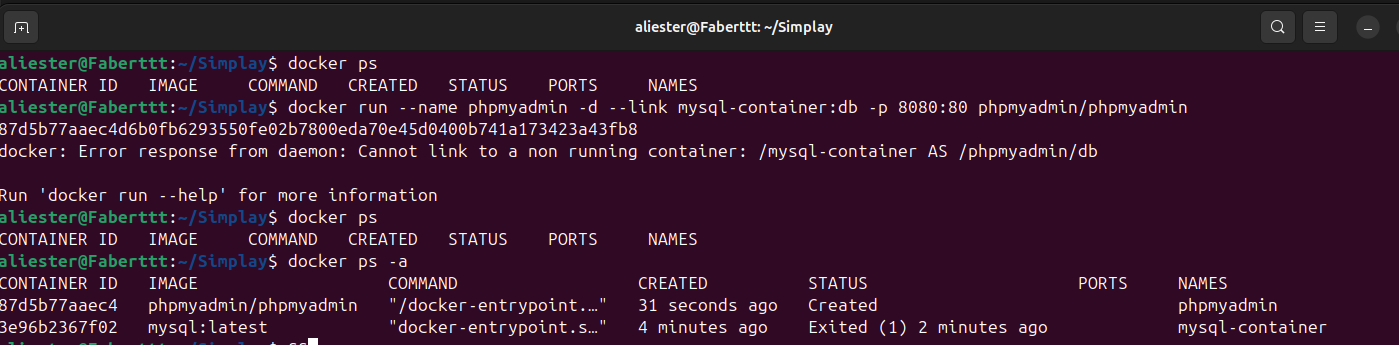 aliester@Faberttt: ~/Simplay
aliester@Faberttt:~/Simplay$ docker ps
CONTAINER ID   IMAGE     COMMAND   CREATED   STATUS    PORTS     NAMES
aliester@Faberttt:~/Simplay$ docker run --name phpmyadmin -d --link mysql-container:db -p 8080:80 phpmyadmin/phpmyadmin
87d5b77aaec4d6b0fb6293550fe02b7800eda70e45d0400b741a173423a43fb8
docker: Error response from daemon: Cannot link to a non running container: /mysql-container AS /phpmyadmin/db
Run 'docker run --help' for more information
aliester@Faberttt:~/Simplay$ docker ps
CONTAINER ID   IMAGE     COMMAND   CREATED   STATUS    PORTS     NAMES
aliester@Faberttt:~/Simplay$ docker ps -a
CONTAINER ID   IMAGE                   COMMAND                  CREATED          STATUS                     PORTS     NAMES
87d5b77aaec4   phpmyadmin/phpmyadmin   "/docker-entrypoint.…"   31 seconds ago   Created                              phpmyadmin
3e96b2367f02   mysql:latest            "docker-entrypoint.s…"   4 minutes ago    Exited (1) 2 minutes ago             mysql-container